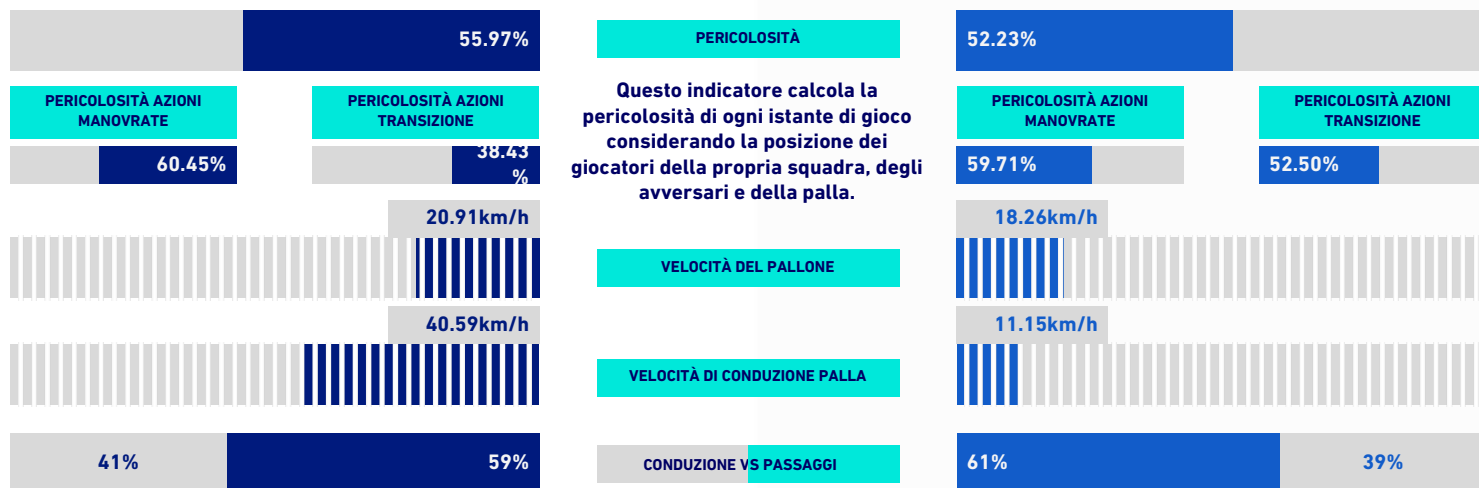 55.97%
PERICOLOSITÀ
52.23%
PERICOLOSITÀ AZIONI
MANOVRATE
PERICOLOSITÀ AZIONI
TRANSIZIONE
Questo indicatore calcola la
pericolosità di ogni istante di gioco
considerando la posizione dei
giocatori della propria squadra, degli
avversari e della palla.
PERICOLOSITÀ AZIONI
MANOVRATE
PERICOLOSITÀ AZIONI
TRANSIZIONE
60.45%
38.43
%
59.71%
52.50%
20.91km/h
18.26km/h
VELOCITÀ DEL PALLONE
40.59km/h
11.15km/h
VELOCITÀ DI CONDUZIONE PALLA
41%
59%
CONDUZIONE VS PASSAGGI
61%
39%